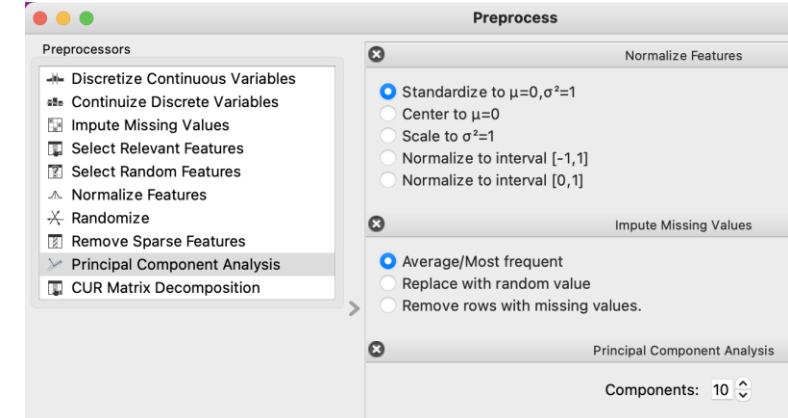 Preprocess
Preprocessors
Discretize Continuous Variables
Continuize Discrete Variables
Impute Missing Values
Select Relevant Features
Select Random Features
Normalize Features
Randomize
Remove Sparse Features
Principal Component Analysis
CUR Matrix Decomposition
Normalize Features
Standardize to μ=0,σ²=1
Center to μ=0
Scale to σ²=1
Normalize to interval [-1,1]
Normalize to interval [0,1]
Impute Missing Values
Average/Most frequent
Replace with random value
Remove rows with missing values.
Principal Component Analysis
Components: 10